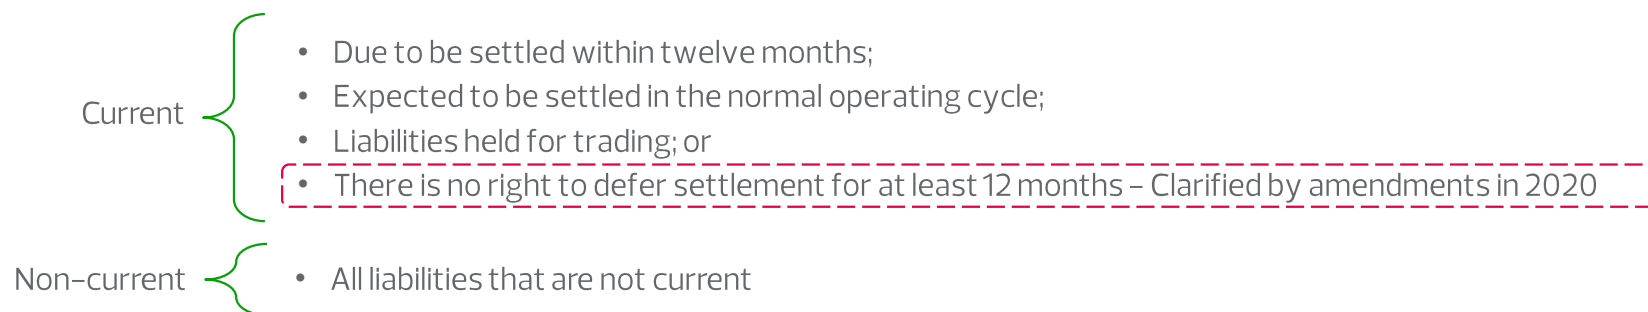 Current
• Due to be settled within twelve months;
• Expected to be settled in the normal operating cycle;
• Liabilities held for trading; or
• There is no right to defer settlement for at least 12 months - Clarified by amendments in 2020
Non-current
• All liabilities that are not current